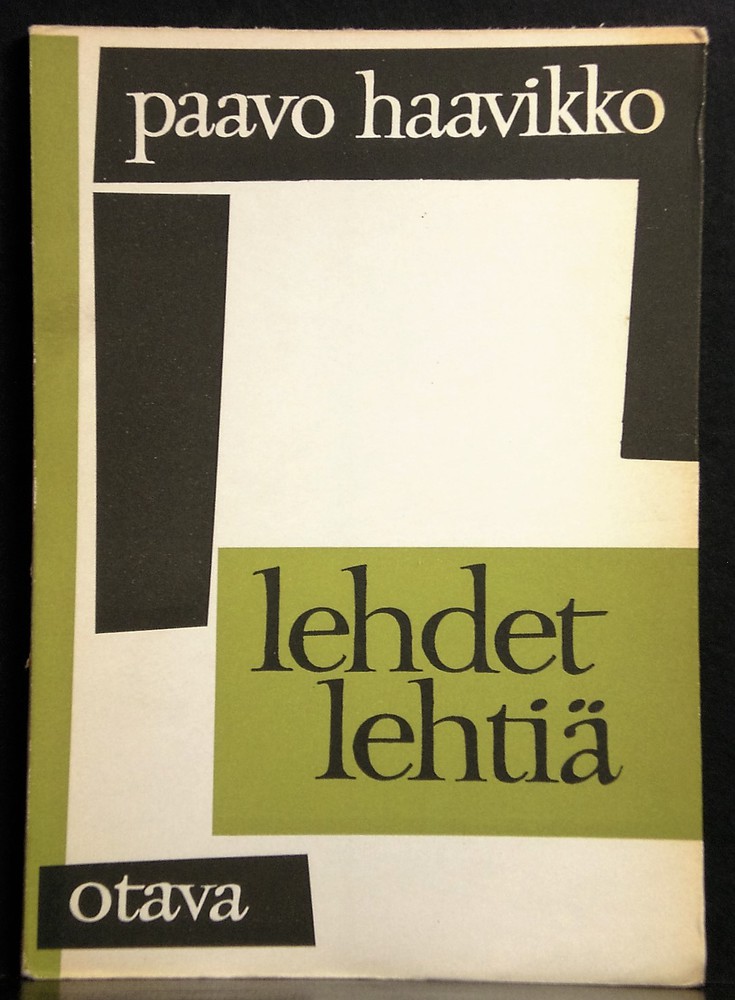 paavo haavikko
lehdet
lehtiä
otava